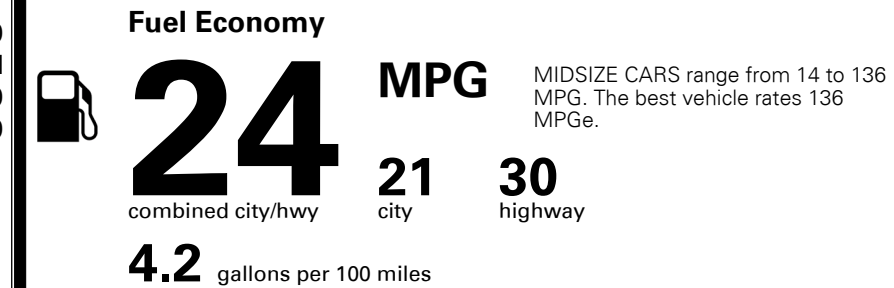 Fuel Economy
24 MPG
MIDSIZE CARS range from 14 to 136
MPG. The best vehicle rates 136
MPGe.
combined city/hwy
21
city
30
highway
4.2 gallons per 100 miles